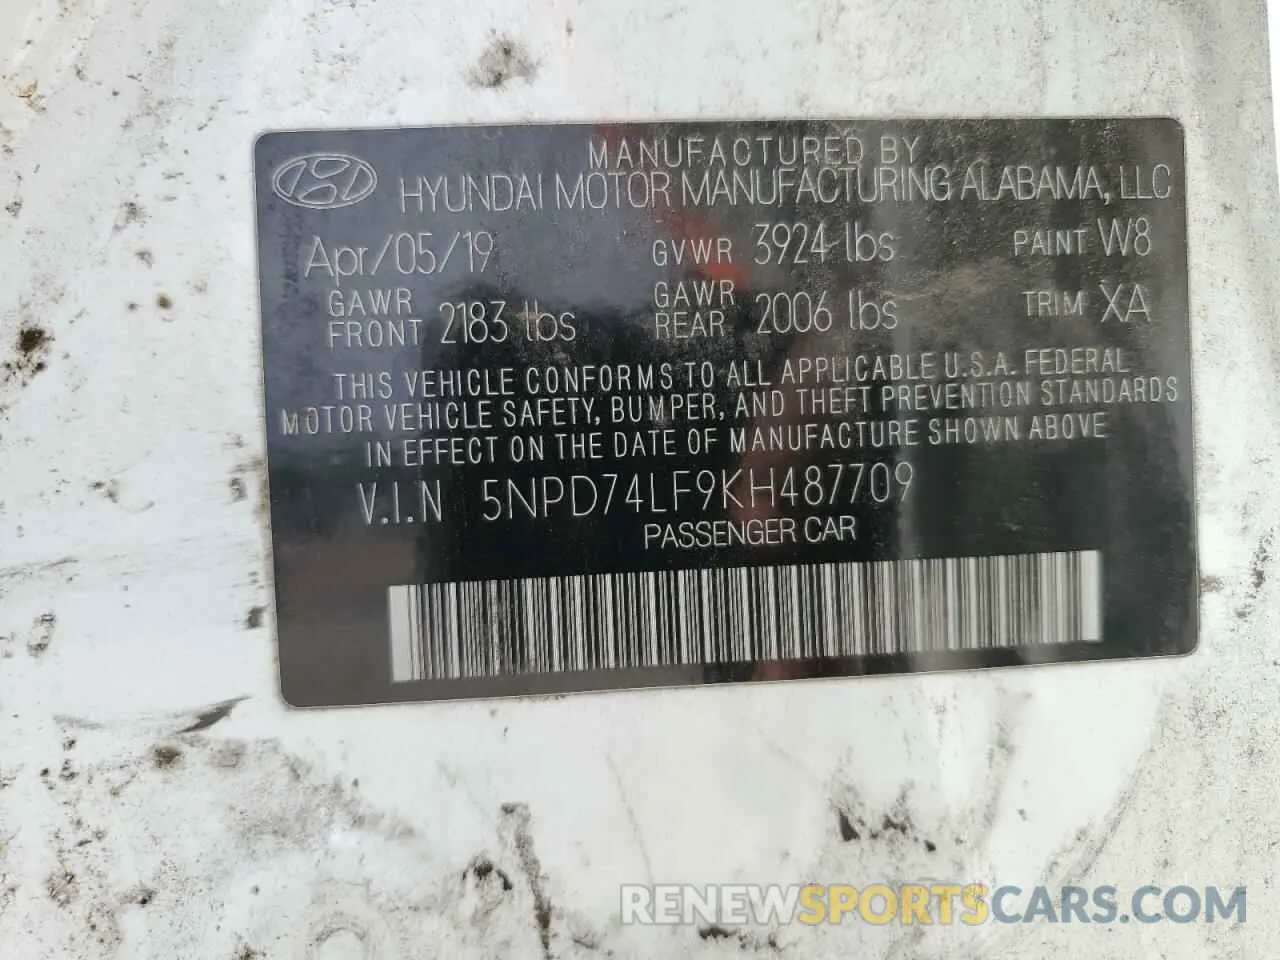 MANUFACTURED BY
HYUNDAI MOTOR MANUFACTURING ALABAMA, LLC
Apr/05/19 GVWR 3924 lbs PAINT W8
GAWR FRONT 2183 lbs GAWR REAR 2006 lbs TRIM XA
THIS VEHICLE CONFORMS TO ALL APPLICABLE U.S.A. FEDERAL
MOTOR VEHICLE SAFETY, BUMPER, AND THEFT PREVENTION STANDARDS
IN EFFECT ON THE DATE OF MANUFACTURE SHOWN ABOVE
V.I.N 5NPD74LF9KH487709
PASSENGER CAR
RENEWSPORTSCARS.COM